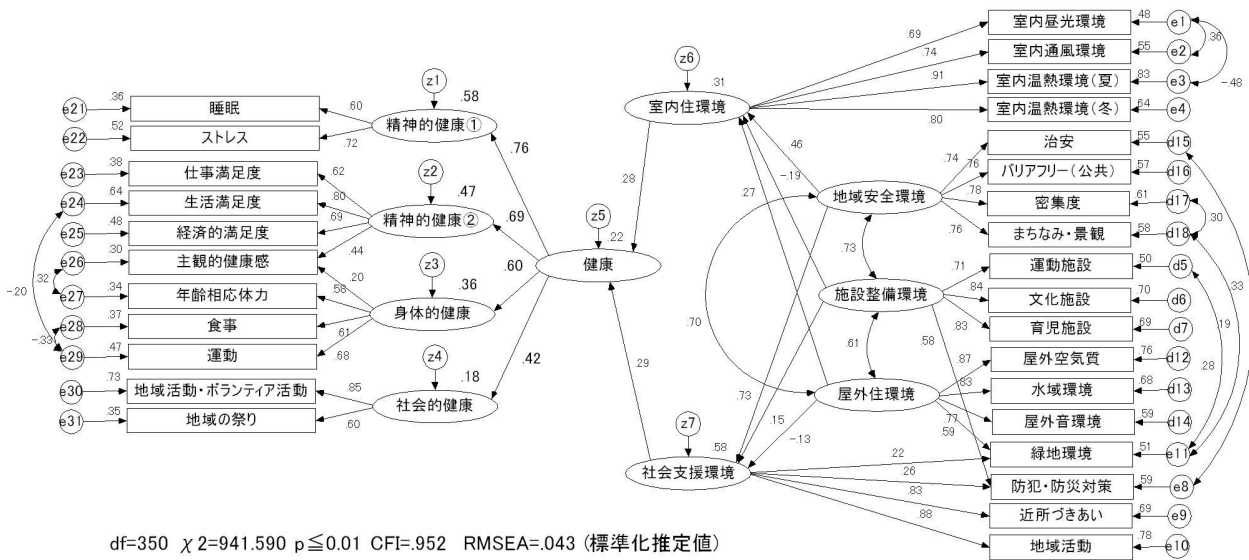 e21 .36 睡眠 .60
e22 .52 ストレス .72
z1 .58 精神的健康① .76
e23 .38 仕事満足度 .62
e24 .64 生活満足度 .80
e25 .48 経済的満足度 .69
e26 .30 主観的健康感 .44 .20
z2 .47 精神的健康② .69
e27 .34 年齢相応体力 .58
e28 .37 食事 .61
e29 .47 運動 .68
-.20 .32 -.33
z3 .36 身体的健康 .60
e30 .73 地域活動・ボランティア活動 .85
e31 .35 地域の祭り .60
z4 .18 社会的健康 .42
z5 .22 健康
.28
.29
z6 .31 室内住環境
.69 室内昼光環境 .48 e1
.74 室内通風環境 .55 e2
.91 室内温熱環境(夏) .83 e3
.80 室内温熱環境(冬) .64 e4
.36
-.48
.46
-.19
.27
地域安全環境
.74 治安 .55 d15
.76 バリアフリー(公共) .57 d16
.78 密集度 .61 d17
.76 まちなみ・景観 .58 d18
.30
.73
施設整備環境
.71 運動施設 .50 d5
.84 文化施設 .70 d6
.83 育児施設 .69 d7
.58
.70
.61
屋外住環境
.87 屋外空気質 .76 d12
.83 水域環境 .68 d13
.77 屋外音環境 .59 d14
.59 緑地環境 .51 e11
.33
.19
.28
.73
.15
-.13
z7 .58 社会支援環境
.22
.26 防犯・防災対策 .59 e8
.83 近所づきあい .69 e9
.88 地域活動 .78 e10
df=350 χ2=941.590 p≦0.01 CFI=.952 RMSEA=.043 (標準化推定値)